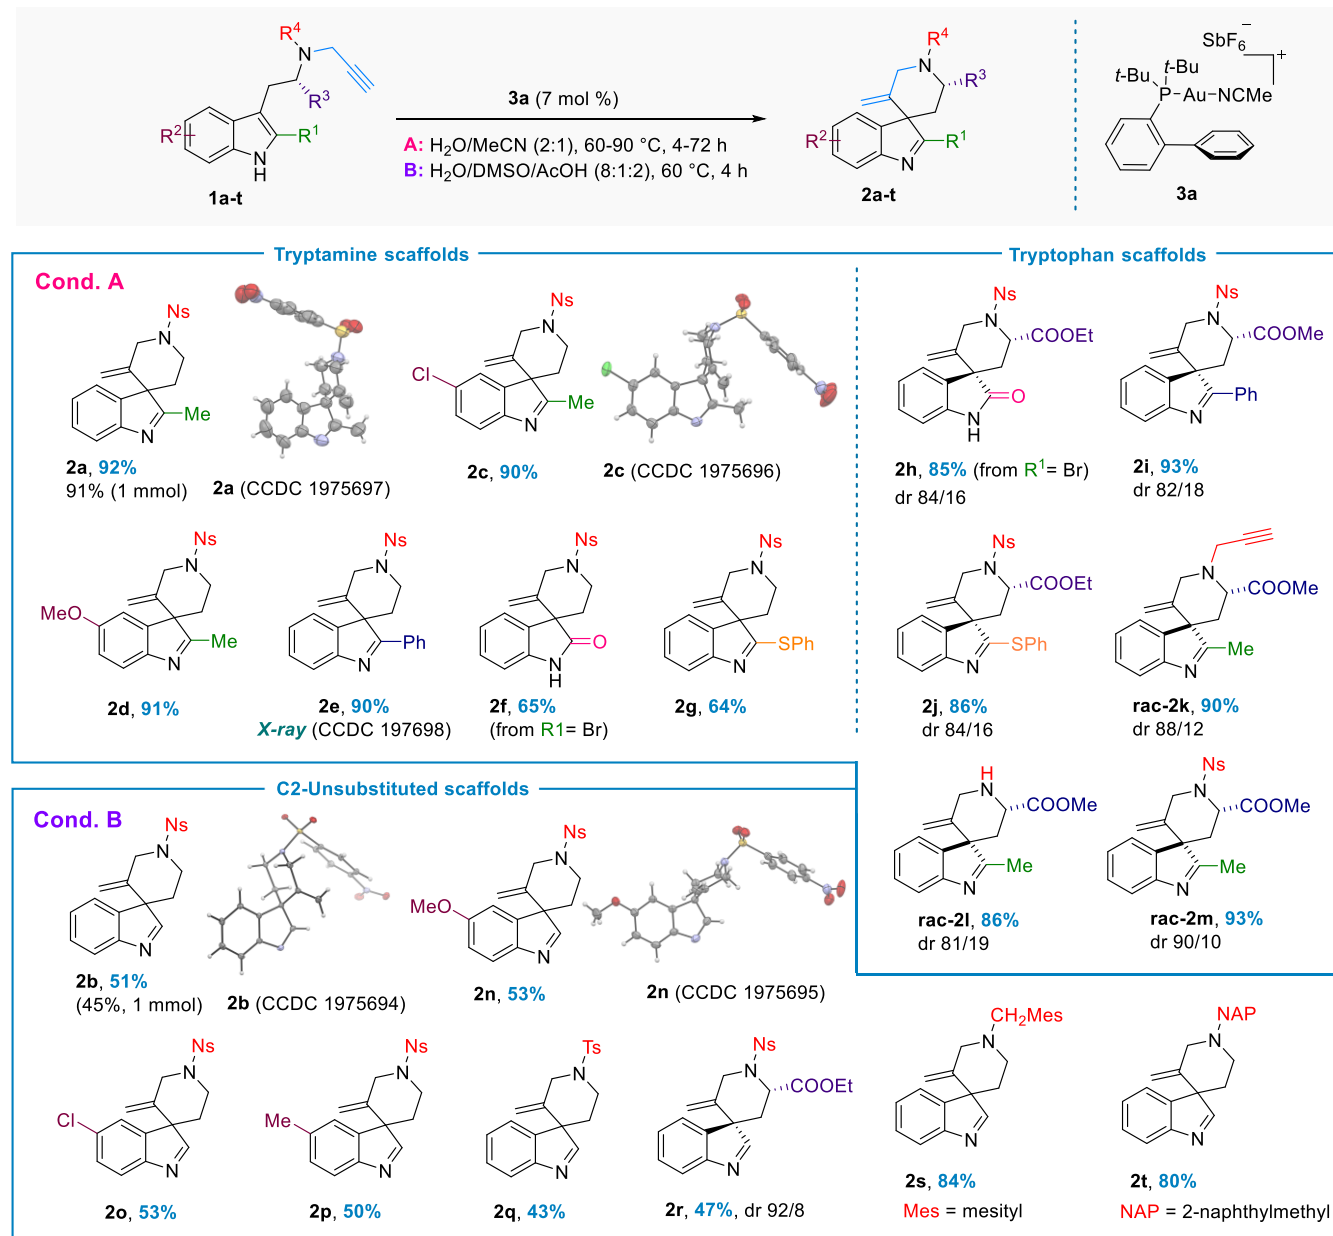 R4
N
R3
R2
R1
N
H
1a-t
3a (7 mol %)
A: H2O/MeCN (2:1), 60-90 °C, 4-72 h
B: H2O/DMSO/AcOH (8:1:2), 60 °C, 4 h
R4
N
R3
R2
R1
N
2a-t
SbF6−
+
t-Bu
t-Bu
P
Au
NCMe
3a
Tryptamine scaffolds
Tryptophan scaffolds
Cond. A
Ns
N
Me
N
2a, 92%
91% (1 mmol)
2a (CCDC 1975697)
Ns
N
Cl
Me
N
2c, 90%
2c (CCDC 1975696)
Ns
N
COOEt
O
N
H
2h, 85% (from R1= Br)
dr 84/16
Ns
N
COOMe
Ph
N
2i, 93%
dr 82/18
Ns
N
MeO
Me
N
2d, 91%
Ns
N
Ph
N
2e, 90%
X-ray (CCDC 197698)
Ns
N
O
N
H
2f, 65%
(from R1= Br)
Ns
N
SPh
N
2g, 64%
Ns
N
COOEt
SPh
N
2j, 86%
dr 84/16
N
COOMe
Me
N
rac-2k, 90%
dr 88/12
H
N
COOMe
Me
N
rac-2l, 86%
dr 81/19
Ns
N
COOMe
Me
N
rac-2m, 93%
dr 90/10
C2-Unsubstituted scaffolds
Cond. B
Ns
N
N
2b, 51%
(45%, 1 mmol)
2b (CCDC 1975694)
Ns
N
MeO
N
2n, 53%
2n (CCDC 1975695)
Ns
N
Cl
N
2o, 53%
Ns
N
Me
N
2p, 50%
Ts
N
N
2q, 43%
Ns
N
COOEt
N
2r, 47%, dr 92/8
CH2Mes
N
N
2s, 84%
Mes = mesityl
NAP
N
N
2t, 80%
NAP = 2-naphthylmethyl